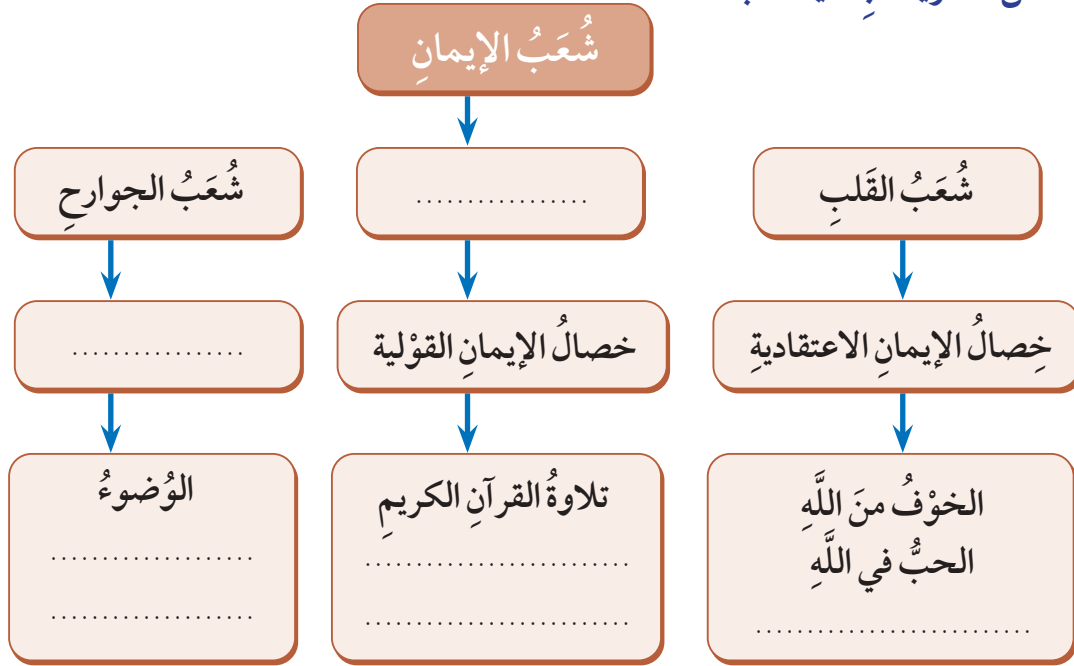 شُعَبُ الإيمانِ
شُعَبُ القَلبِ
.................
شُعَبُ الجوارحِ
خِصالُ الإيمانِ الاعتقاديةِ
خصالُ الإيمانِ القوْلية
.................
الخوْفُ منَ اللَّهِ
الحبُّ في اللَّهِ
...........................
تلاوةُ القرآنِ الكريمِ
..........................
..........................
الوُضوءُ
....................
....................